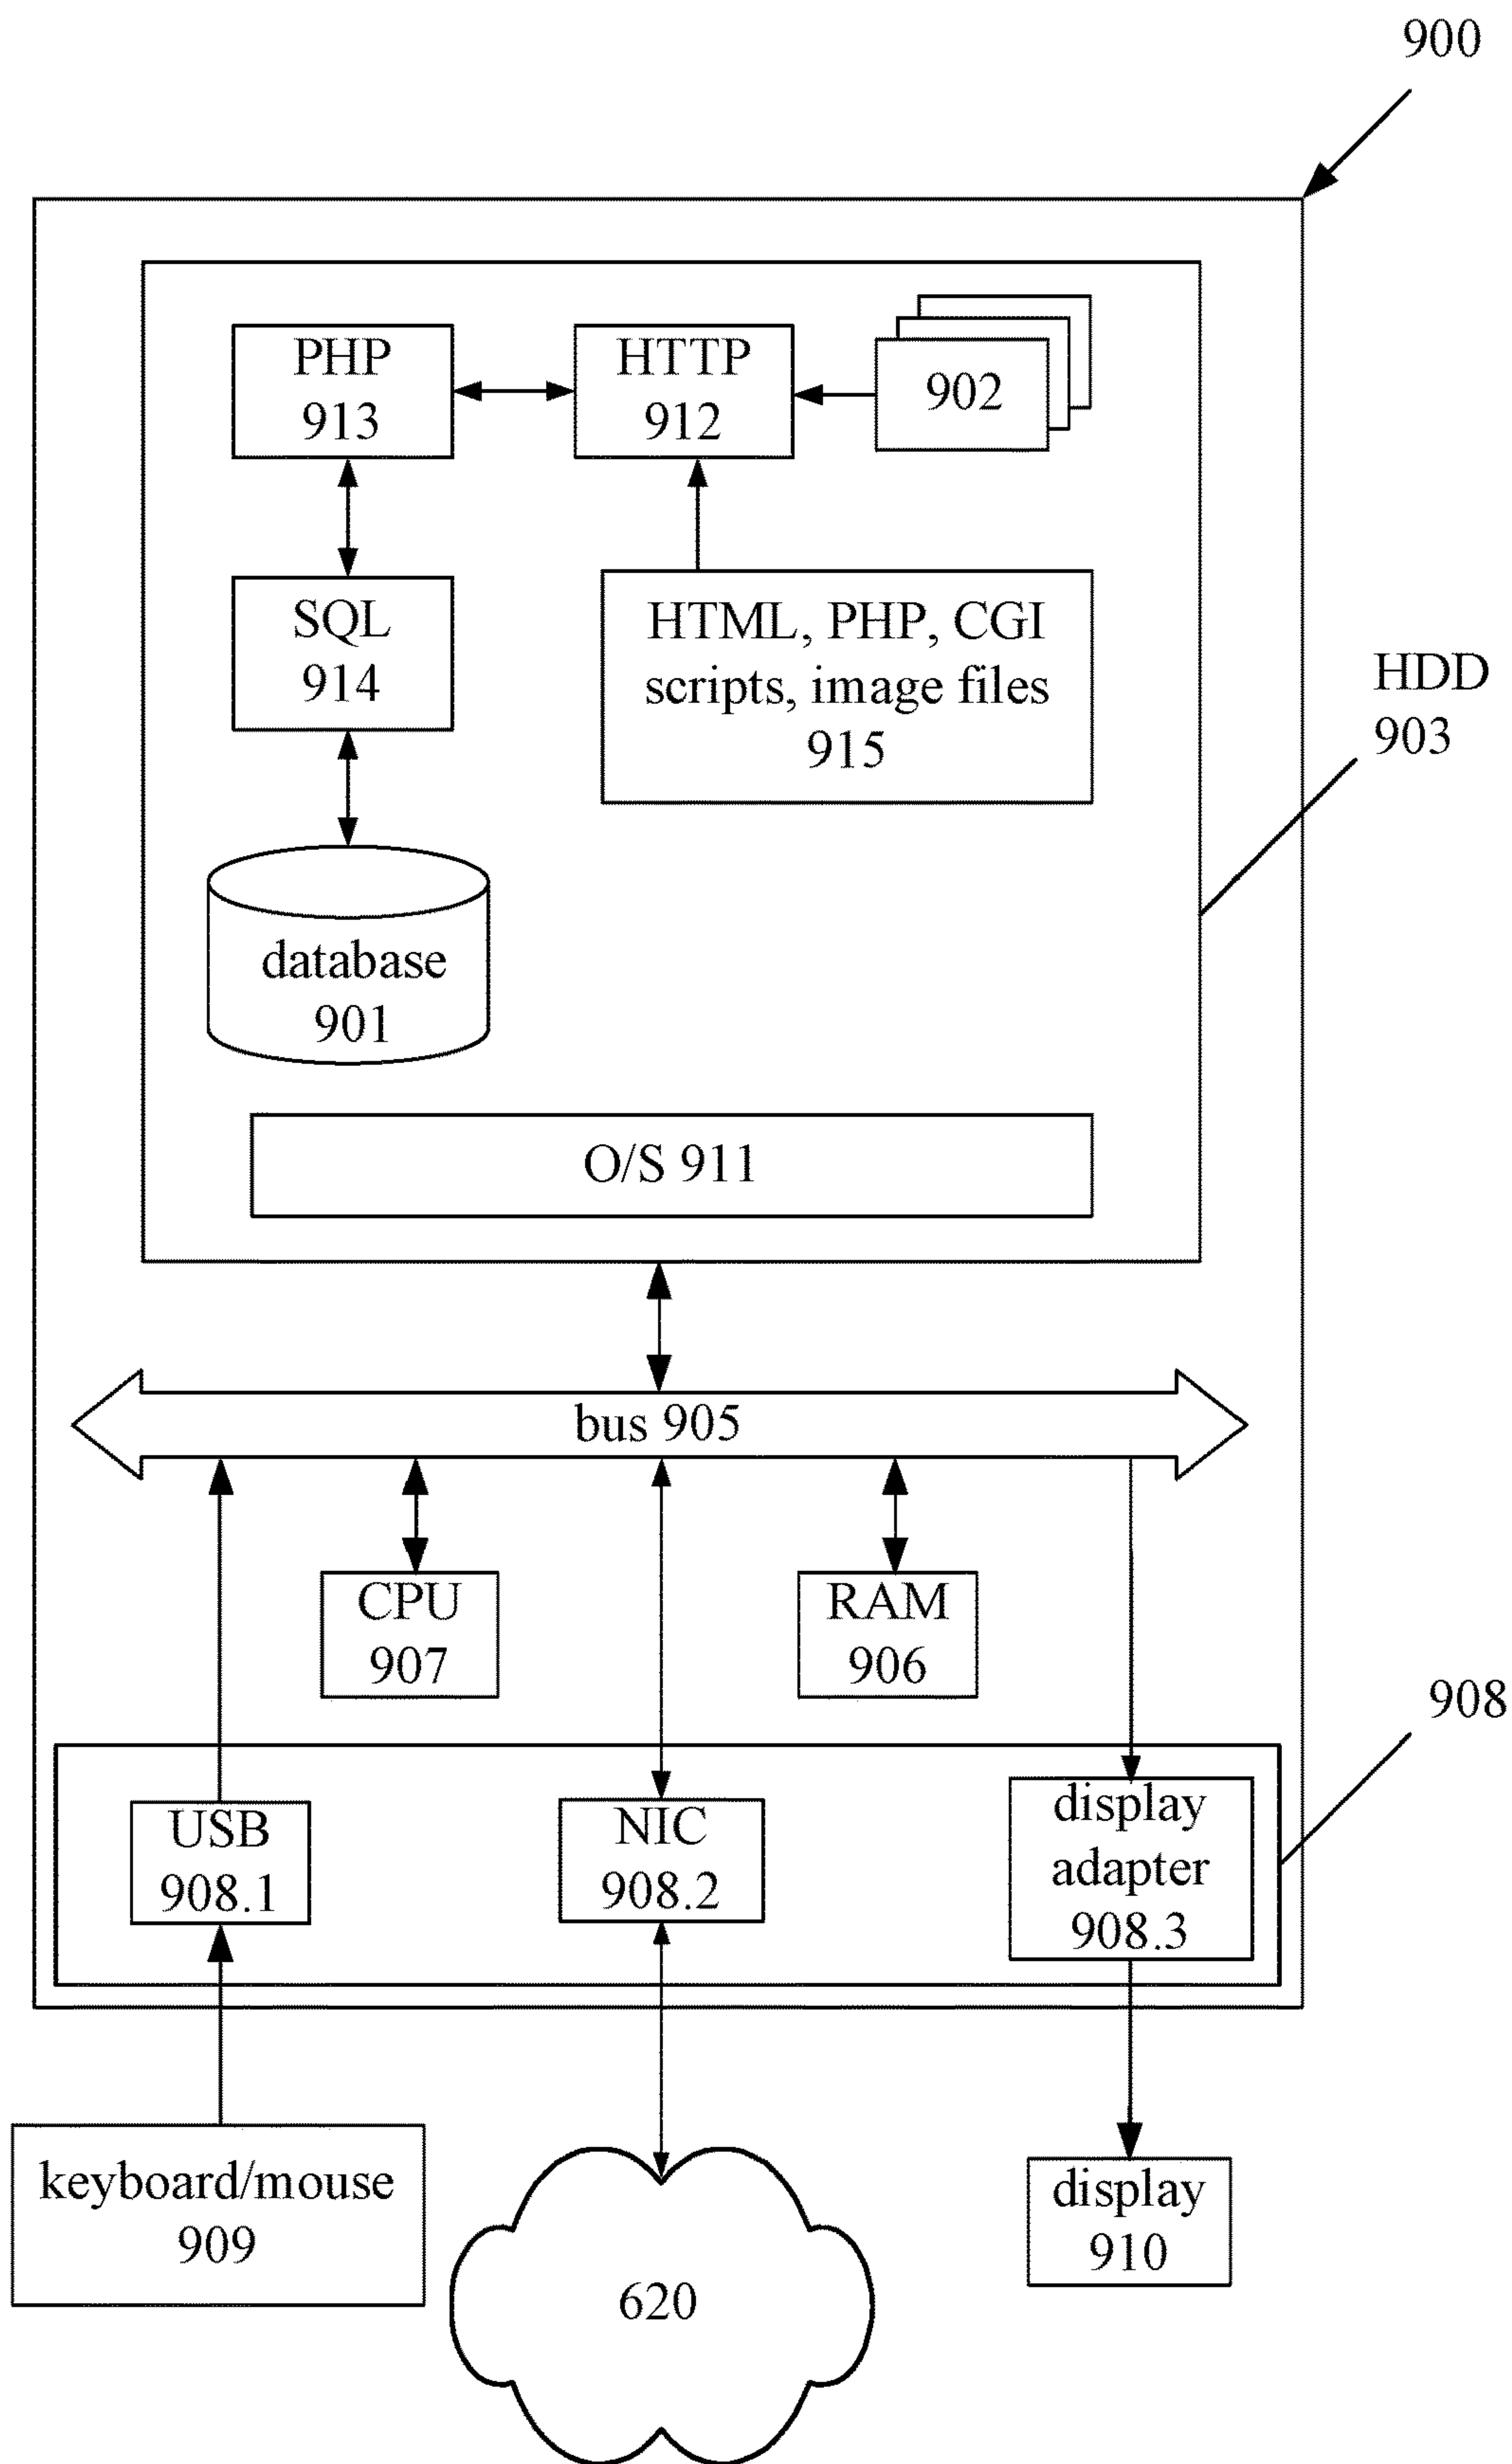 900
PHP
913
HTTP
912
902
SQL
914
HTML, PHP, CGI
scripts, image files
915
HDD
903
database
901
O/S 911
bus 905
CPU
907
RAM
906
908
USB
908.1
NIC
908.2
display
adapter
908.3
keyboard/mouse
909
620
display
910